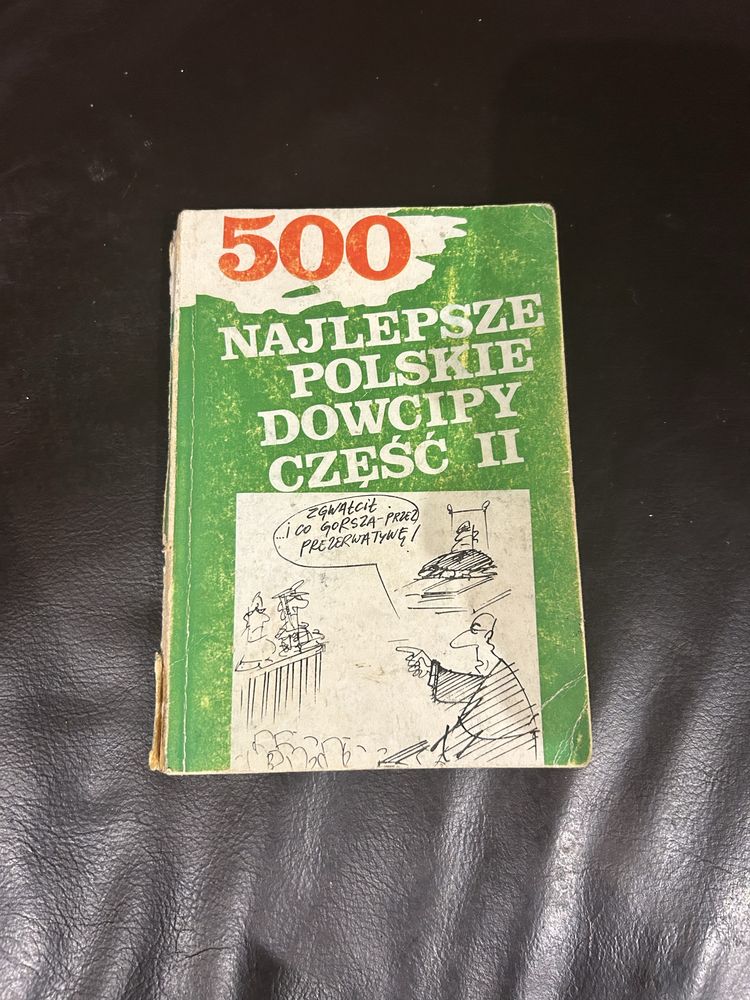 500
NAJLEPSZE
POLSKIE
DOWCIPY
CZĘŚĆ II
ZGWAŁCIŁ
...I CO GORSZA-PRZEZ
PREZERWATYWĘ!